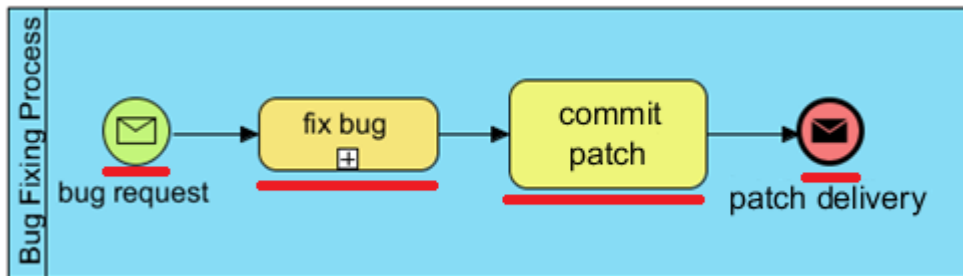 Bug Fixing Process
bug request
fix bug
commit
patch
patch delivery